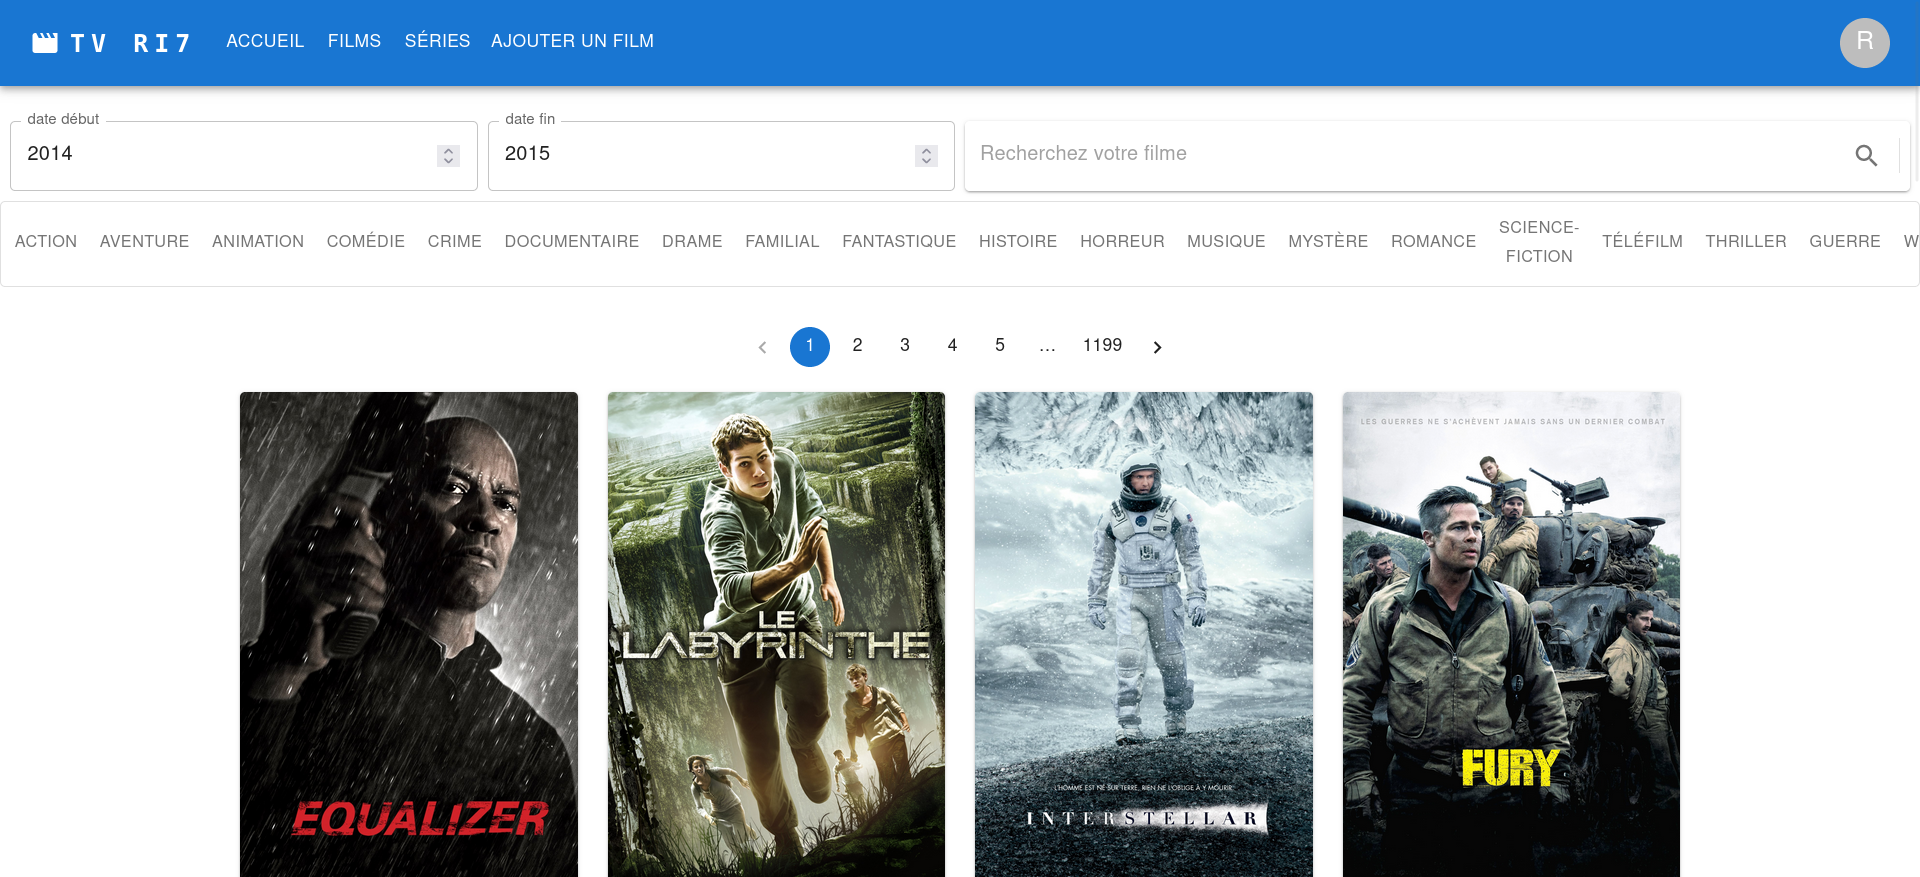 TV RI7
ACCUEIL FILMS SÉRIES AJOUTER UN FILM
R
date début
2014
date fin
2015
Recherchez votre filme
ACTION AVENTURE ANIMATION COMÉDIE CRIME DOCUMENTAIRE DRAME FAMILIAL FANTASTIQUE HISTOIRE HORREUR MUSIQUE MYSTÈRE ROMANCE SCIENCE-
FICTION TÉLÉFILM THRILLER GUERRE W
1 2 3 4 5 ... 1199
EQUALIZER
LE
LABYRINTHE
L'HOMME EST NÉ SUR TERRE, RIEN NE L'OBLIGE À Y MOURIR.
INTERSTELLAR
LES GUERRES NE S'ACHÈVENT JAMAIS SANS UN DERNIER COMBAT
FURY